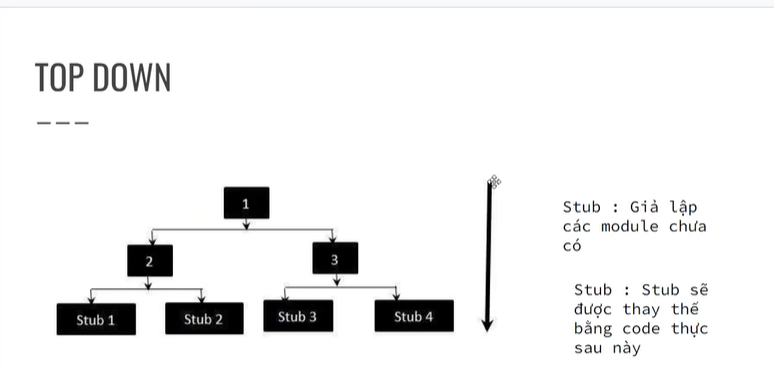 TOP DOWN
1
2
3
Stub 1
Stub 2
Stub 3
Stub 4
Stub : Giả lập
các module chưa
có
Stub : Stub sẽ
được thay thế
bằng code thực
sau này